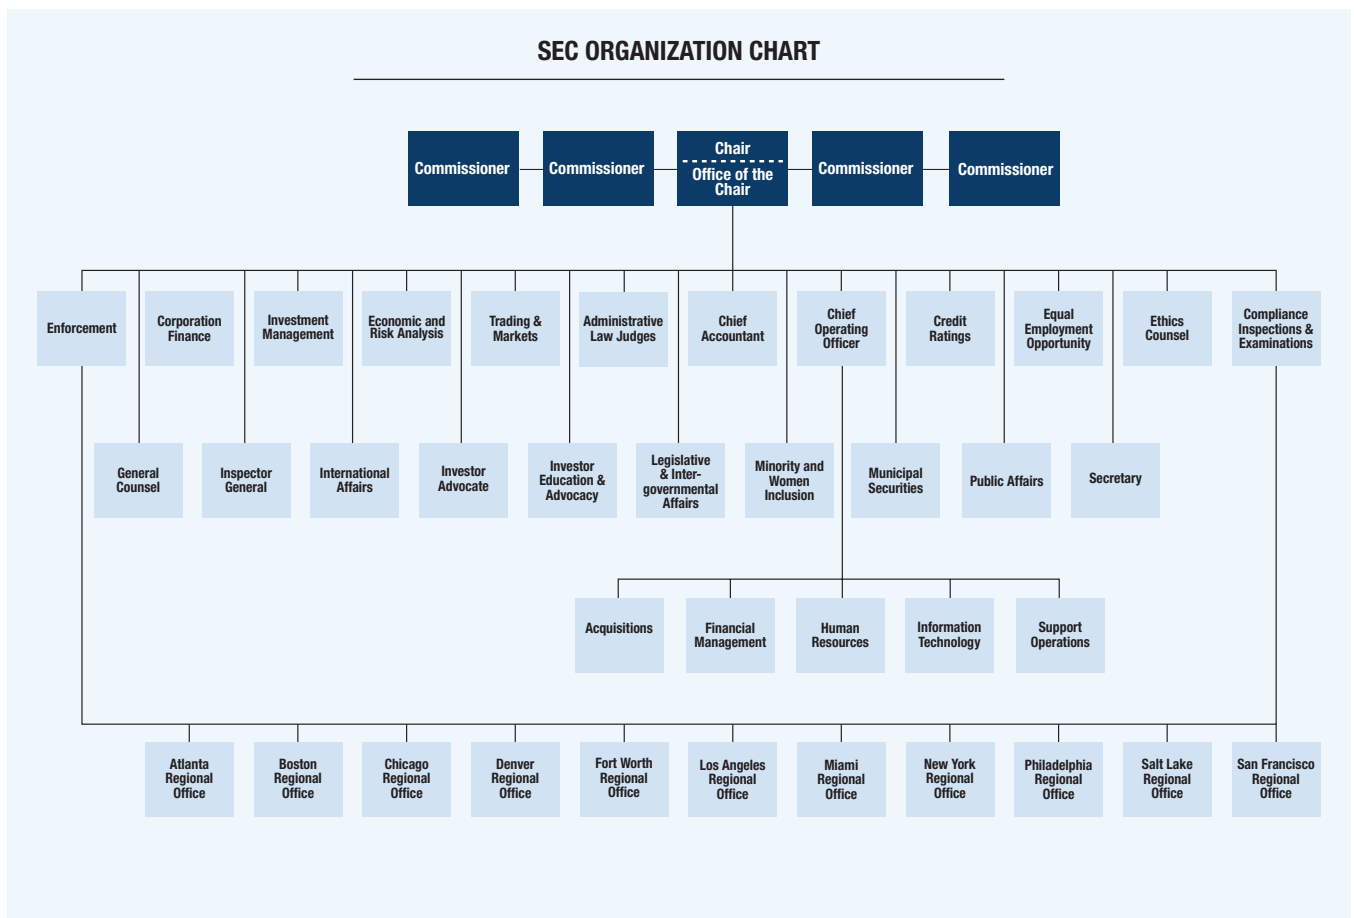 SEC ORGANIZATION CHART
Commissioner
Commissioner
Chair
Office of the
Chair
Commissioner
Commissioner
Enforcement
Corporation
Finance
Investment
Management
Economic and
Risk Analysis
Trading &
Markets
Administrative
Law Judges
Chief
Accountant
Chief
Operating
Officer
Credit
Ratings
Equal
Employment
Opportunity
Ethics
Counsel
Compliance
Inspections &
Examinations
General
Counsel
Inspector
General
International
Affairs
Investor
Advocate
Investor
Education &
Advocacy
Legislative
& Inter-
governmental
Affairs
Minority and
Women
Inclusion
Municipal
Securities
Public Affairs
Secretary
Acquisitions
Financial
Management
Human
Resources
Information
Technology
Support
Operations
Atlanta
Regional
Office
Boston
Regional
Office
Chicago
Regional
Office
Denver
Regional
Office
Fort Worth
Regional
Office
Los Angeles
Regional
Office
Miami
Regional
Office
New York
Regional
Office
Philadelphia
Regional
Office
Salt Lake
Regional
Office
San Francisco
Regional
Office